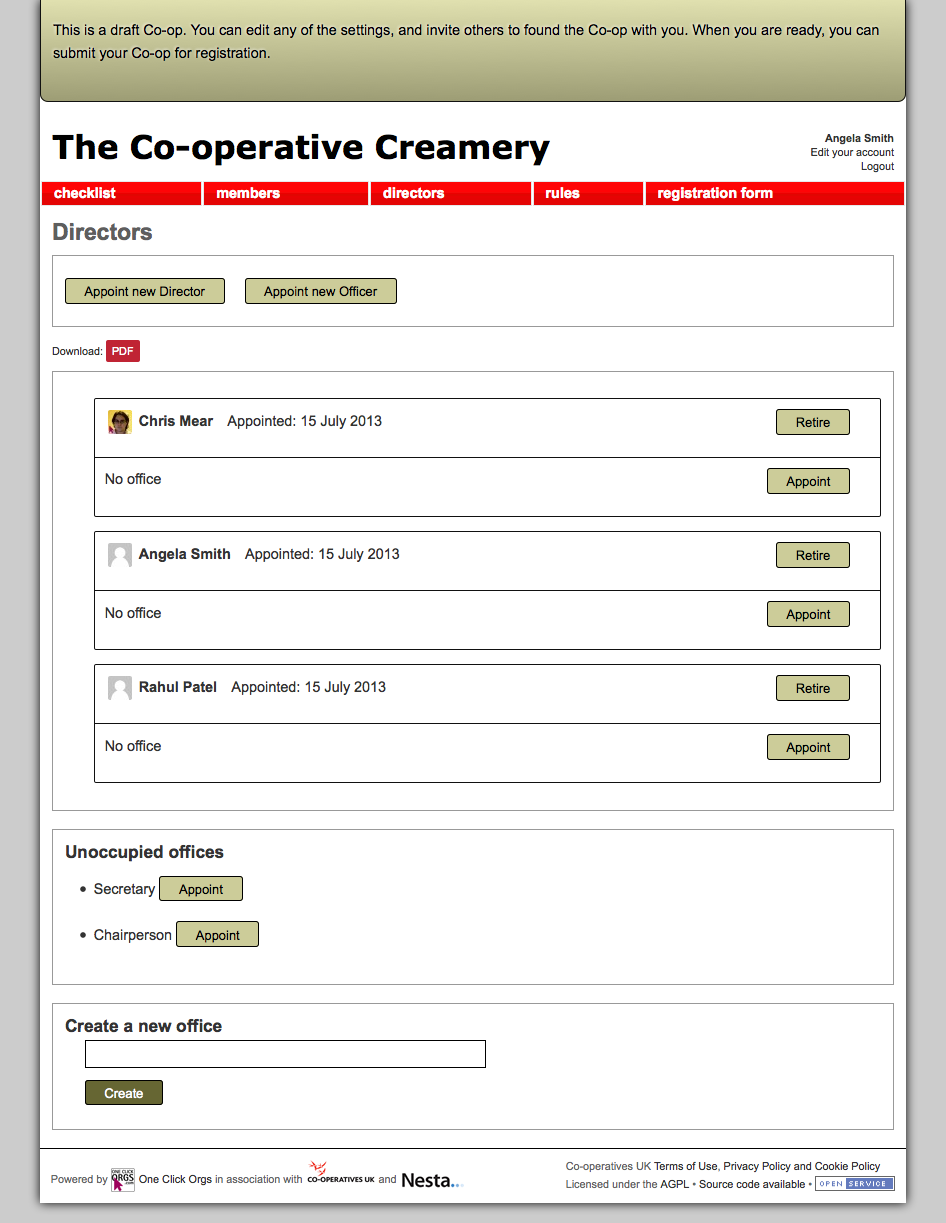 This is a draft Co-op. You can edit any of the settings, and invite others to found the Co-op with you. When you are ready, you can
submit your Co-op for registration.
The Co-operative Creamery
Angela Smith
Edit your account
Logout
checklist members directors rules registration form
Directors
Appoint new Director Appoint new Officer
Download: PDF
Chris Mear Appointed: 15 July 2013 Retire
No office Appoint
Angela Smith Appointed: 15 July 2013 Retire
No office Appoint
Rahul Patel Appointed: 15 July 2013 Retire
No office Appoint
Unoccupied offices
• Secretary Appoint
• Chairperson Appoint
Create a new office
Create
Powered by ONE CLICK ORGS .com One Click Orgs in association with CO-OPERATIVES UK and Nesta..
Co-operatives UK Terms of Use, Privacy Policy and Cookie Policy
Licensed under the AGPL • Source code available • OPEN SERVICE